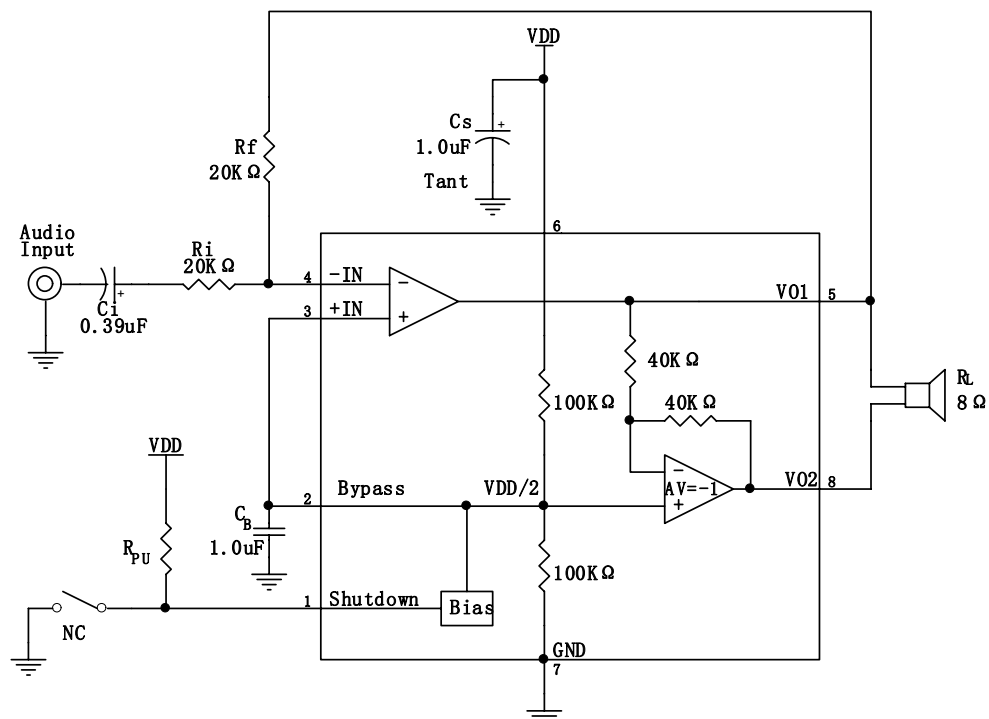 VDD
Cs
+
1.0uF
Tant
Rf
20KΩ
6
Audio
Input
Ri
20KΩ
+
Ci
0.39uF
4
-IN
3
+IN
-
+
VO1
5
40KΩ
100KΩ
40KΩ
RL
8Ω
VDD
2
Bypass
VDD/2
-
AV=-1
+
VO2
8
CB
1.0uF
RPU
100KΩ
1
Shutdown
Bias
NC
GND
7